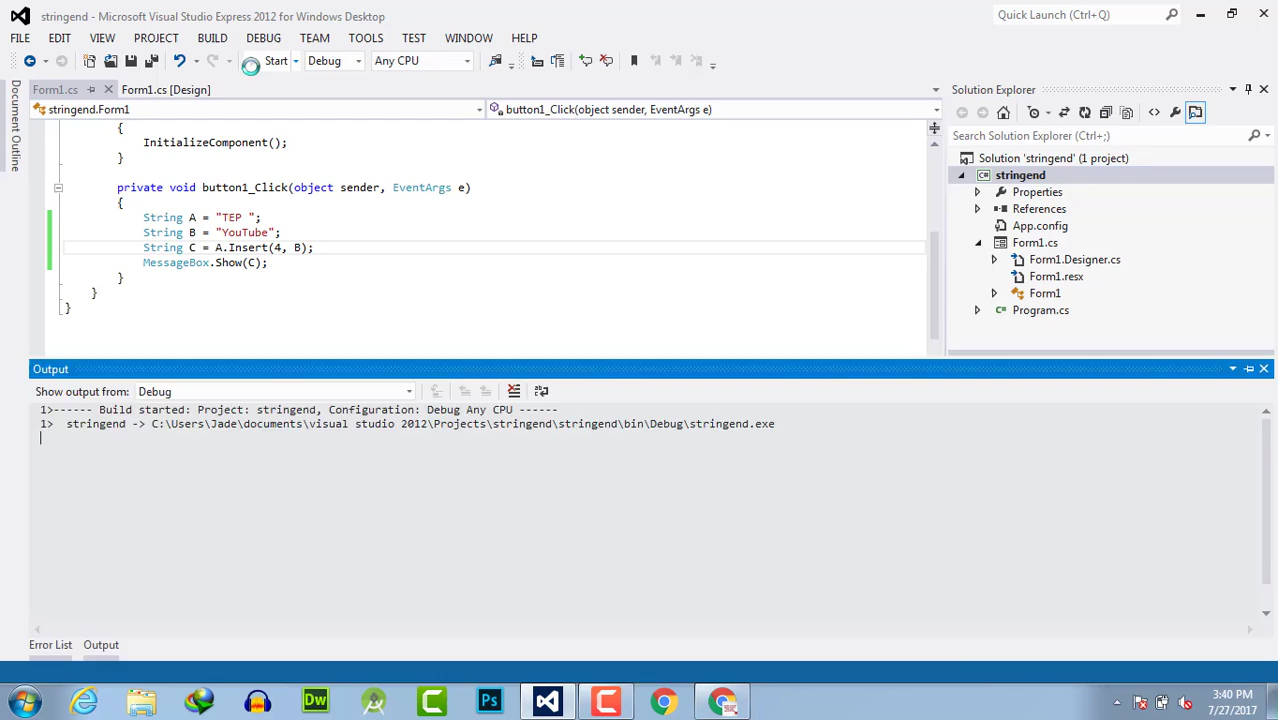 stringend - Microsoft Visual Studio Express 2012 for Windows Desktop
Quick Launch (Ctrl+Q)
FILE EDIT VIEW PROJECT BUILD DEBUG TEAM TOOLS TEST WINDOW HELP
Start Debug Any CPU
Document Outline
Form1.cs Form1.cs [Design]
stringend.Form1 button1_Click(object sender, EventArgs e)
{
InitializeComponent();
}
private void button1_Click(object sender, EventArgs e)
{
String A = "TEP ";
String B = "YouTube";
String C = A.Insert(4, B);
MessageBox.Show(C);
}
}
}
Solution Explorer
Search Solution Explorer (Ctrl+;)
Solution 'stringend' (1 project)
stringend
Properties
References
App.config
Form1.cs
Form1.Designer.cs
Form1.resx
Form1
Program.cs
Output
Show output from: Debug
1>------ Build started: Project: stringend, Configuration: Debug Any CPU ------
1>  stringend -> C:\Users\Jade\documents\visual studio 2012\Projects\stringend\stringend\bin\Debug\stringend.exe
Error List Output
Dw Ps
3:40 PM
7/27/2017